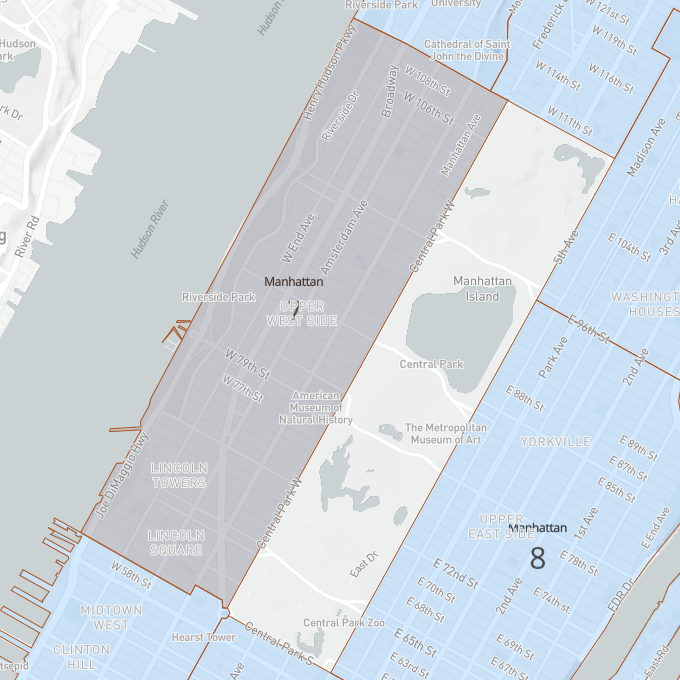 Riverside Park
University
W 121st St
Hudson River
Henry Hudson Pkwy
Cathedral of Saint
John the Divine
Frederick
W 119th St
Hudson
Park
W 108th St
W 114th St
W 116th St
Broadway
W 106th St
Riverside Dr
W 111th St
Manhattan Ave
Madison Ave
Hudson River
River Rd
W End Ave
Amsterdam Ave
Central Park W
5th Ave
E 104th St
3rd Ave
g
Manhattan
Manhattan
Island
Riverside Park
UPPER
WEST SIDE
WASHINGTON
HOUSES
E 96th St
W 79th St
Central Park
Park Ave
2nd Ave
W 77th St
E 88th St
American
Museum of
Natural History
The Metropolitan
Museum of Art
YORKVILLE
E 89th St
E 87th St
E 85th St
LINCOLN
TOWERS
Joe DiMaggio Hwy
Central Park W
UPPER
EAST SIDE
Manhattan
8
1st Ave
E End Ave
LINCOLN
SQUARE
East Dr
E 78th St
W 58th St
E 72nd St
E 70th St
E 68th St
2nd Ave
E 74th St
FDR Dr
MIDTOWN
WEST
Central Park Zoo
Hearst Tower
Central Park S
E 65th St
E 63rd St
E 69th St
E 67th St
East Rd
CLINTON
HILL
trepid
Ave